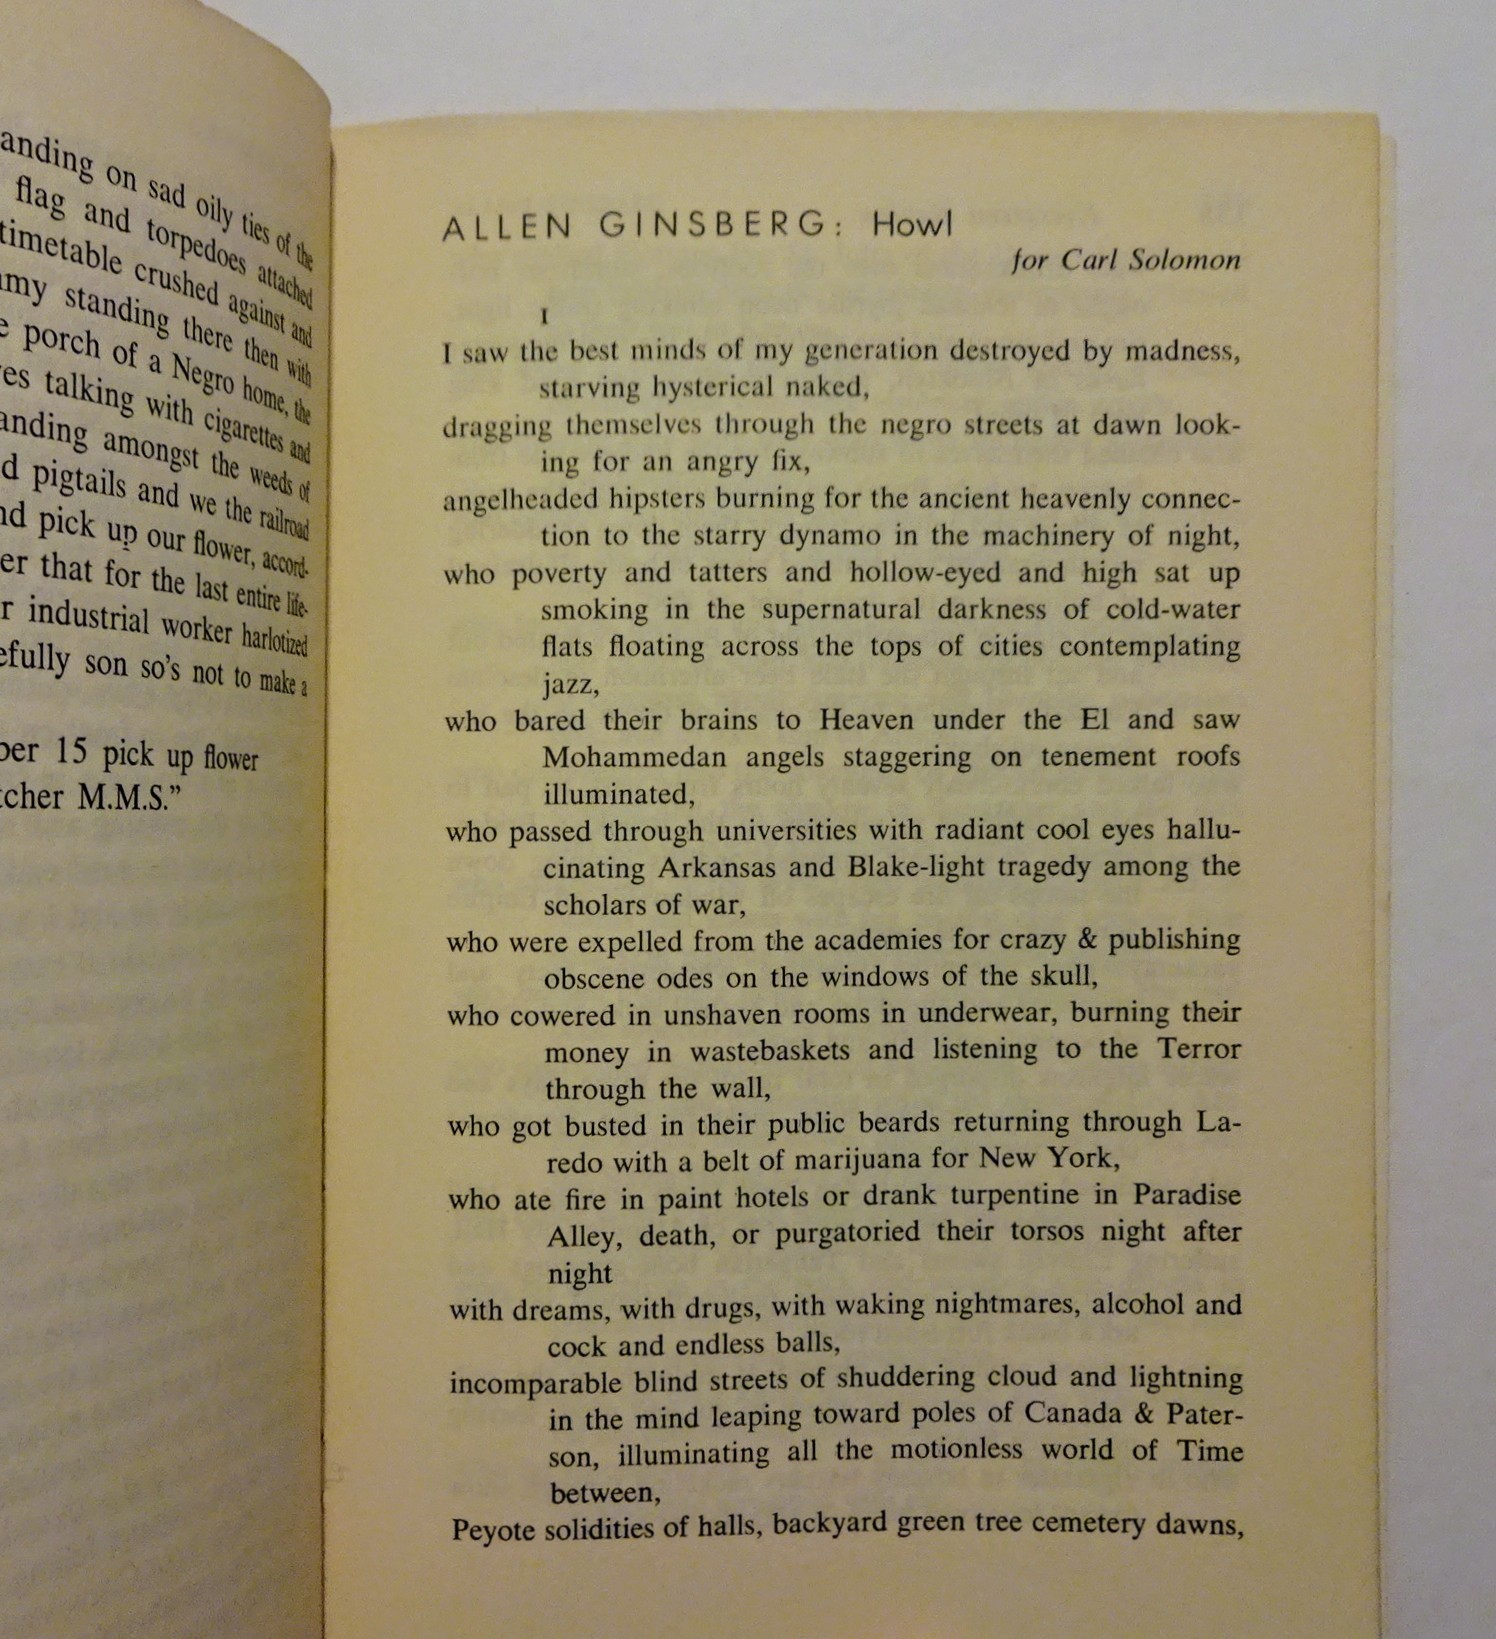 anding on sad oily ties of the
flag and torpedoes attached
timetable crushed against and
my standing there then with
porch of a Negro home, the
es talking with cigarettes and
anding amongst the weeds of
d pigtails and we the railroad
nd pick up our flower, accord-
er that for the last entire life-
r industrial worker harlotized
efully son so's not to make a
ber 15 pick up flower
tcher M.M.S.”
ALLEN GINSBERG: Howl
for Carl Solomon
I
I saw the best minds of my generation destroyed by madness,
starving hysterical naked,
dragging themselves through the negro streets at dawn look-
ing for an angry fix,
angelheaded hipsters burning for the ancient heavenly connec-
tion to the starry dynamo in the machinery of night,
who poverty and tatters and hollow-eyed and high sat up
smoking in the supernatural darkness of cold-water
flats floating across the tops of cities contemplating
jazz,
who bared their brains to Heaven under the El and saw
Mohammedan angels staggering on tenement roofs
illuminated,
who passed through universities with radiant cool eyes hallu-
cinating Arkansas and Blake-light tragedy among the
scholars of war,
who were expelled from the academies for crazy & publishing
obscene odes on the windows of the skull,
who cowered in unshaven rooms in underwear, burning their
money in wastebaskets and listening to the Terror
through the wall,
who got busted in their public beards returning through La-
redo with a belt of marijuana for New York,
who ate fire in paint hotels or drank turpentine in Paradise
Alley, death, or purgatoried their torsos night after
night
with dreams, with drugs, with waking nightmares, alcohol and
cock and endless balls,
incomparable blind streets of shuddering cloud and lightning
in the mind leaping toward poles of Canada & Pater-
son, illuminating all the motionless world of Time
between,
Peyote solidities of halls, backyard green tree cemetery dawns,